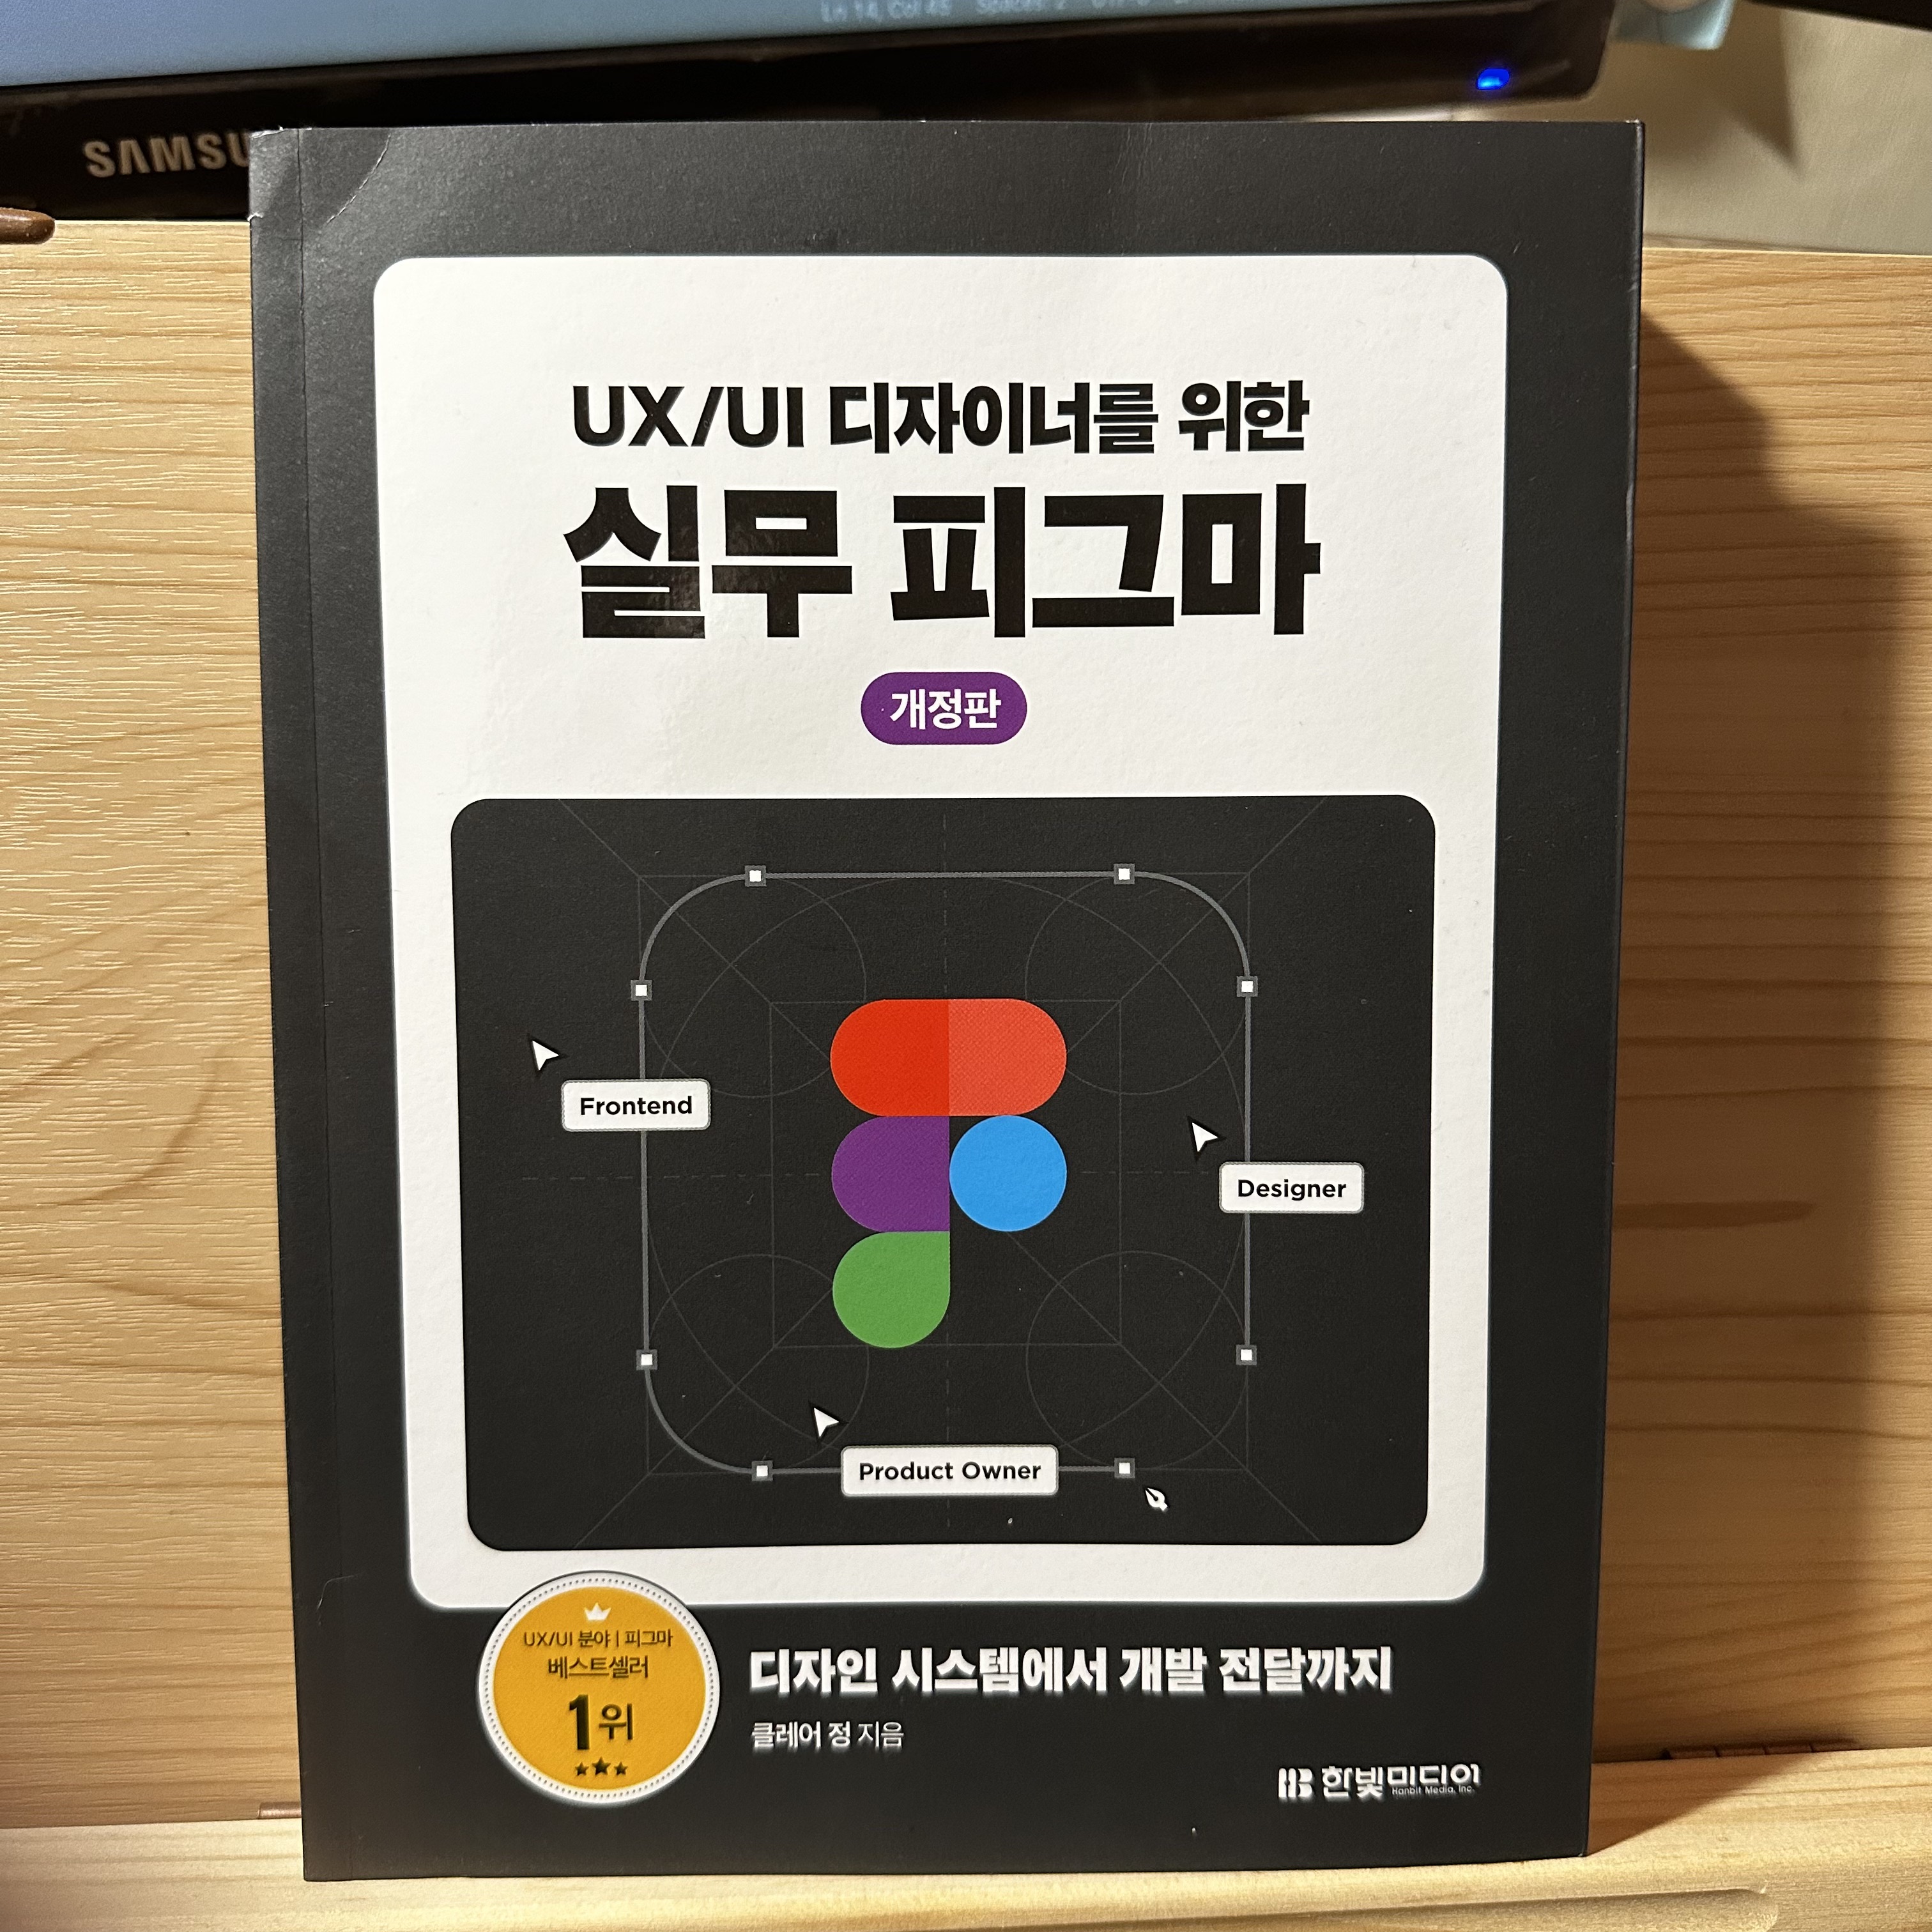 Ln 14, Col 45 Spaces: 2
SAMSU
UX/UI 디자이너를 위한
실무 피그마
개정판
Frontend
Designer
Product Owner
UX/UI 분야 | 피그마
베스트셀러
1위
디자인 시스템에서 개발 전달까지
클레어 정 지음
한빛미디어
Hanbit Media, Inc.